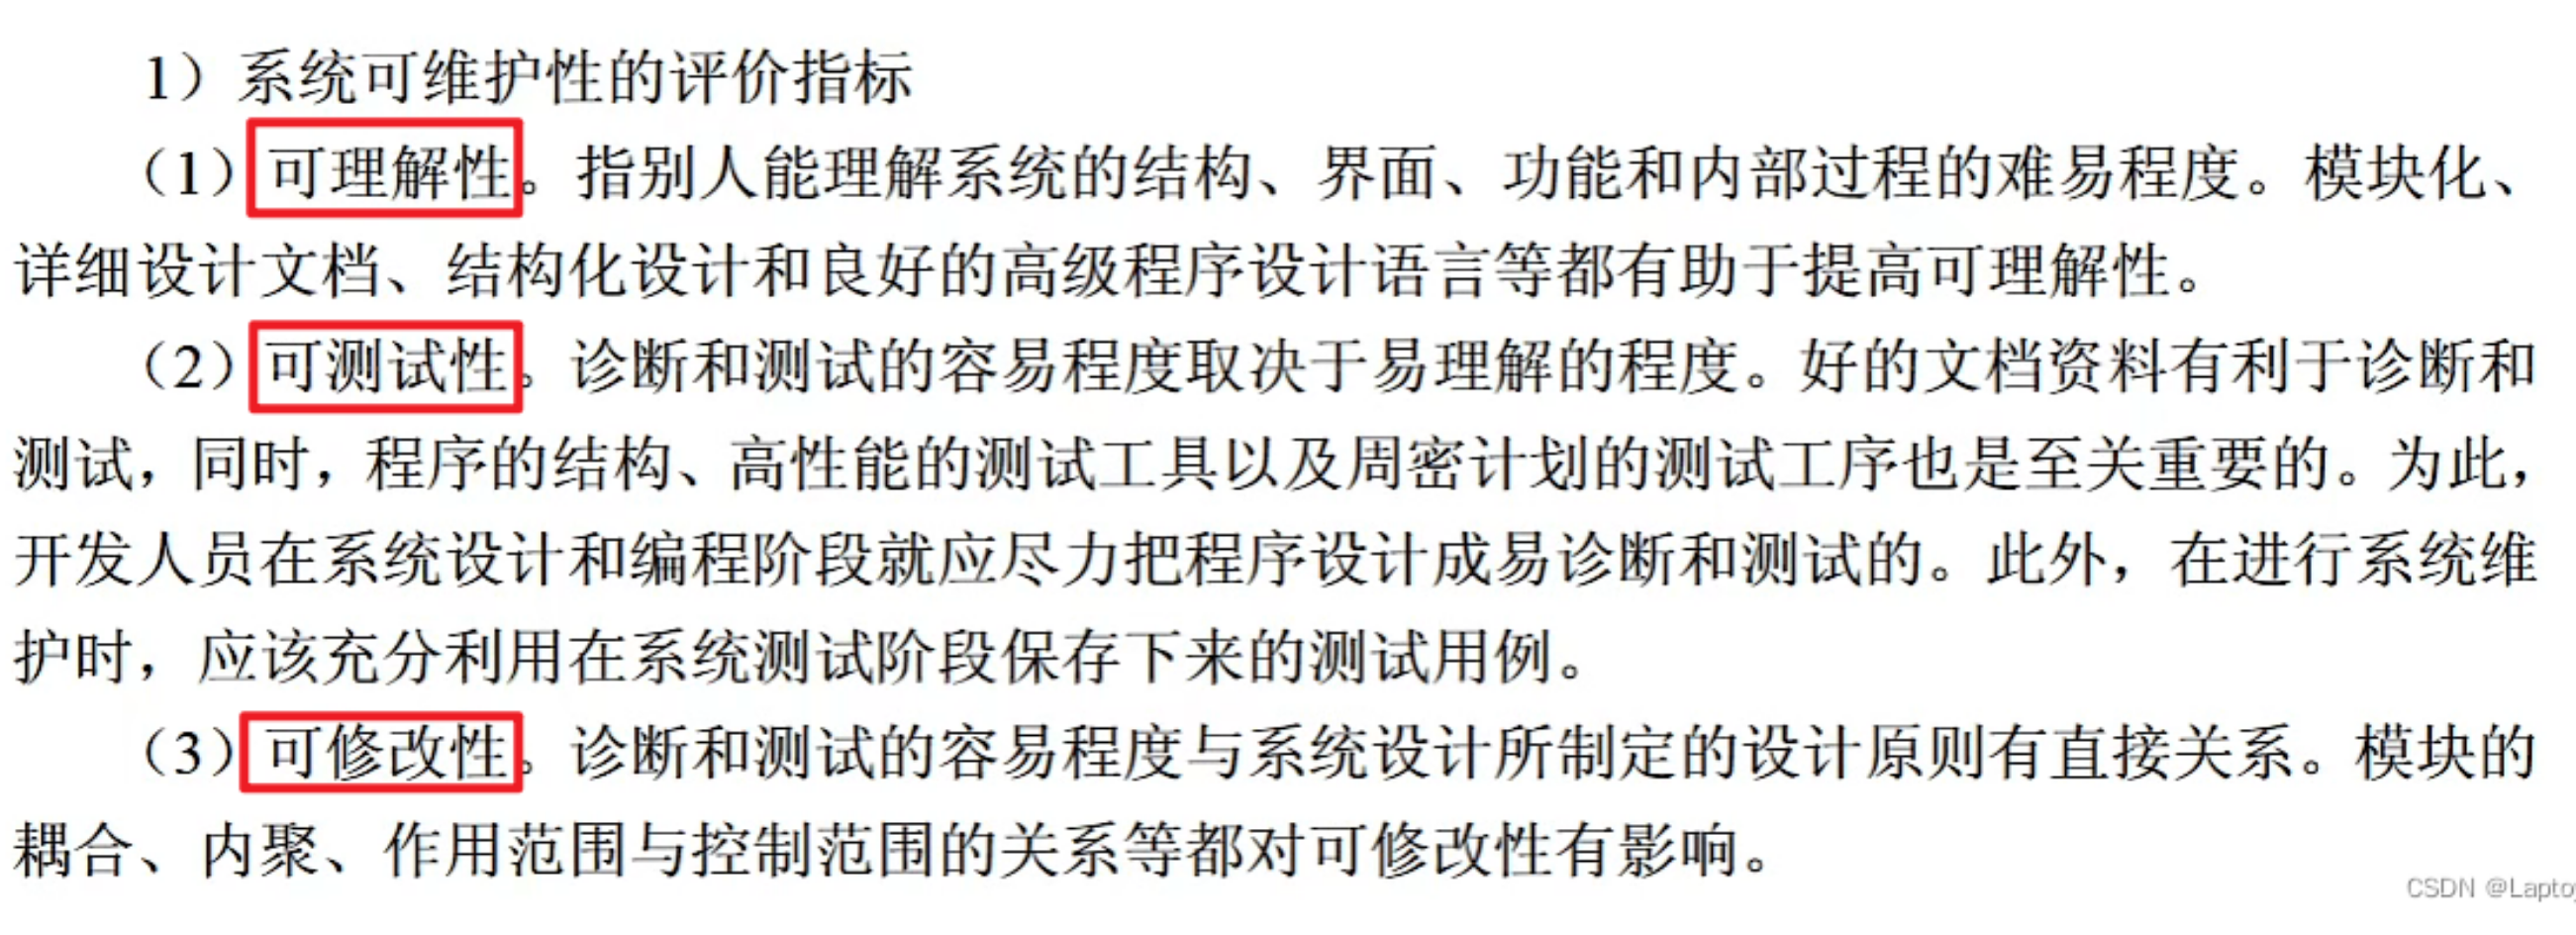 1）系统可维护性的评价指标
（1）可理解性。指别人能理解系统的结构、界面、功能和内部过程的难易程度。模块化、
详细设计文档、结构化设计和良好的高级程序设计语言等都有助于提高可理解性。
（2）可测试性。诊断和测试的容易程度取决于易理解的程度。好的文档资料有利于诊断和
测试，同时，程序的结构、高性能的测试工具以及周密计划的测试工序也是至关重要的。为此，
开发人员在系统设计和编程阶段就应尽力把程序设计成易诊断和测试的。此外，在进行系统维
护时，应该充分利用在系统测试阶段保存下来的测试用例。
（3）可修改性。诊断和测试的容易程度与系统设计所制定的设计原则有直接关系。模块的
耦合、内聚、作用范围与控制范围的关系等都对可修改性有影响。
CSDN